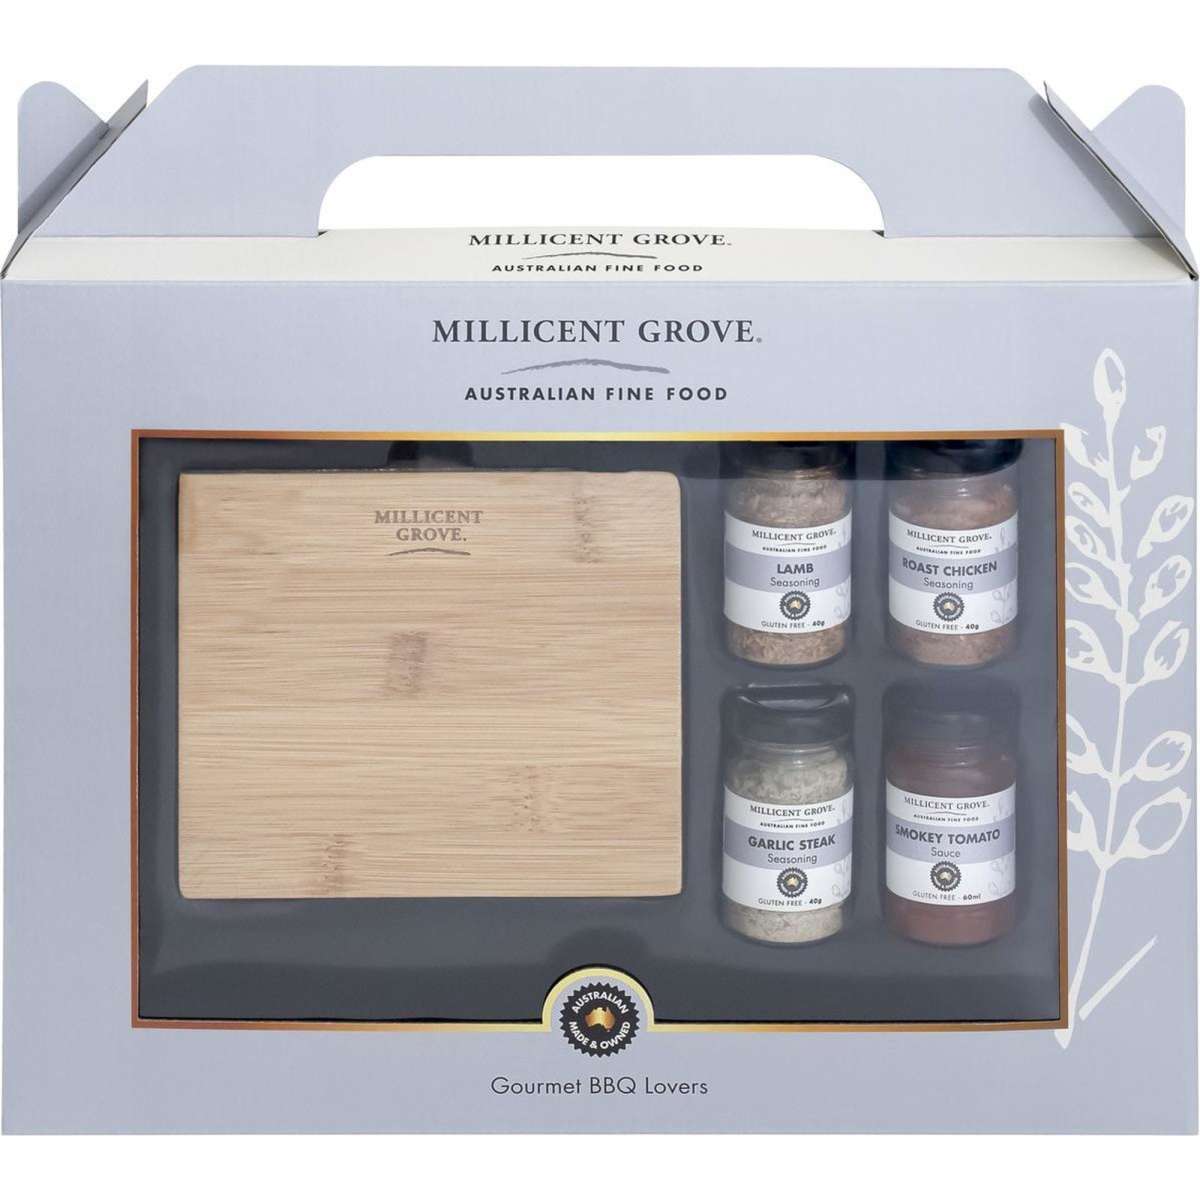 MILLICENT GROVE.
AUSTRALIAN FINE FOOD
MILLICENT GROVE.
AUSTRALIAN FINE FOOD
MILLICENT
GROVE.
MILLICENT GROVE.
AUSTRALIAN FINE FOOD
LAMB
Seasoning
GLUTEN FREE - 40g
MILLICENT GROVE.
AUSTRALIAN FINE FOOD
ROAST CHICKEN
Seasoning
GLUTEN FREE - 40g
MILLICENT GROVE.
AUSTRALIAN FINE FOOD
GARLIC STEAK
Seasoning
GLUTEN FREE - 40g
MILLICENT GROVE.
AUSTRALIAN FINE FOOD
SMOKEY TOMATO
Sauce
GLUTEN FREE - 60ml
AUSTRALIAN
MADE & OWNED
Gourmet BBQ Lovers